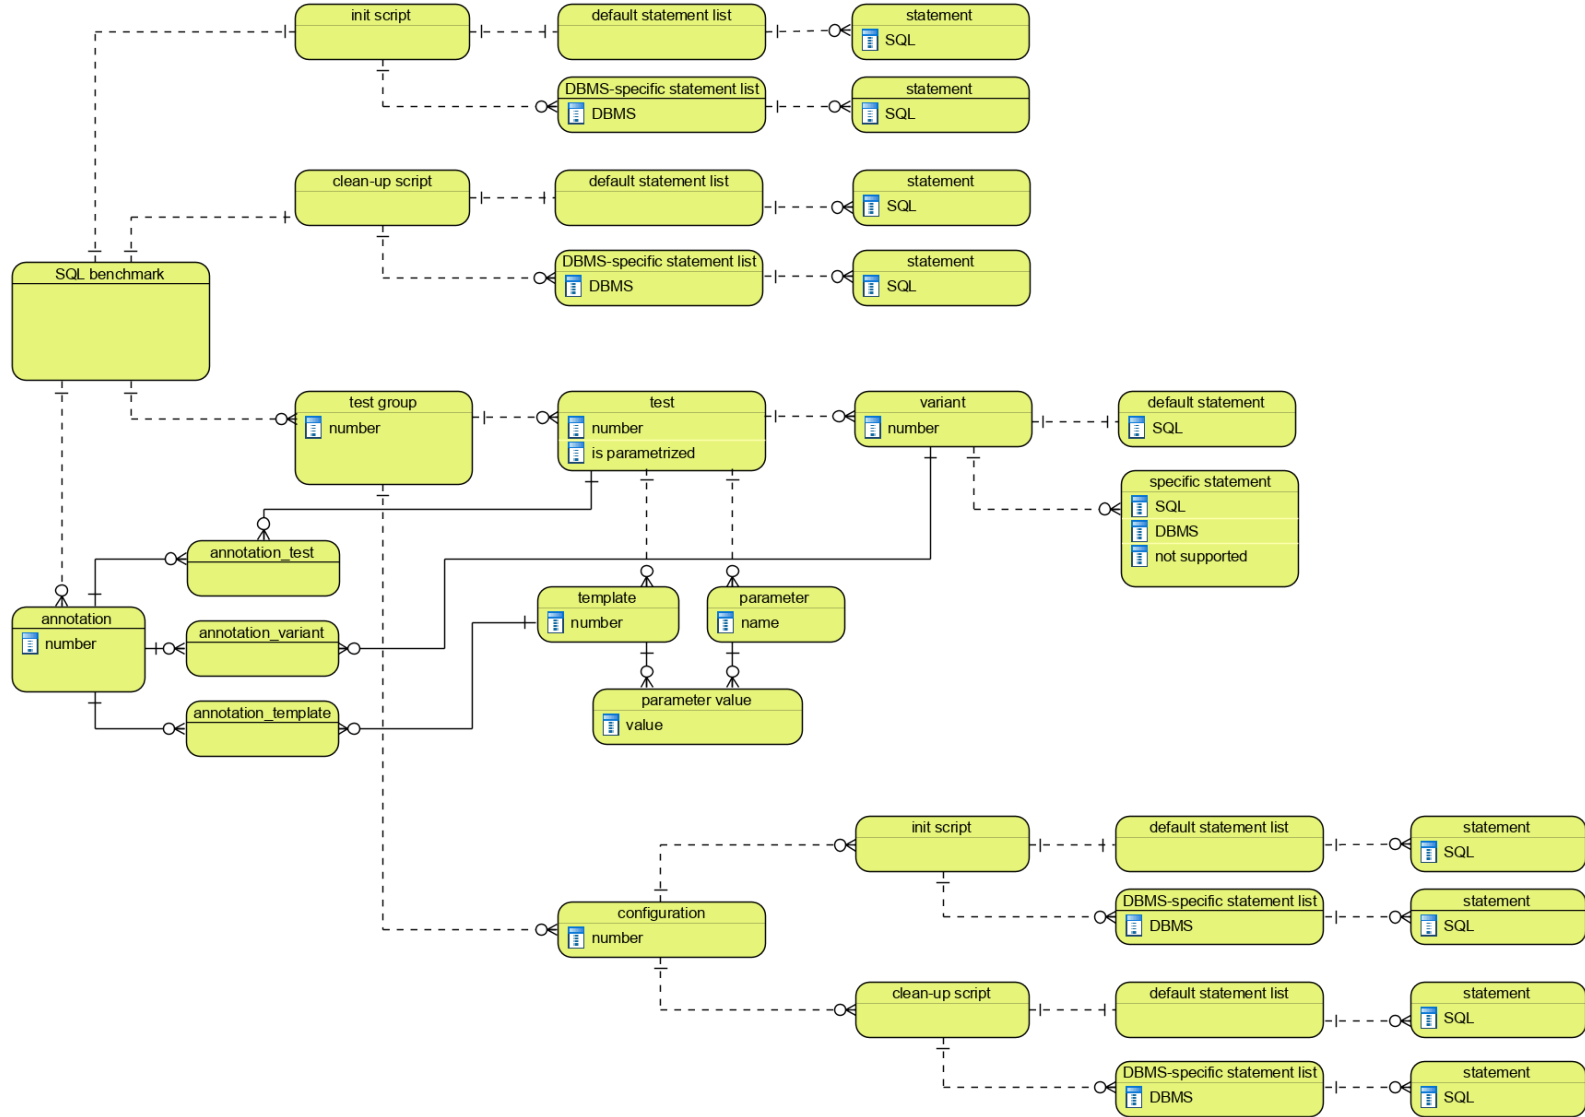 init script
default statement list
statement
SQL
DBMS-specific statement list
DBMS
statement
SQL
clean-up script
default statement list
statement
SQL
DBMS-specific statement list
DBMS
statement
SQL
SQL benchmark
test group
number
test
number
is parametrized
variant
number
default statement
SQL
specific statement
SQL
DBMS
not supported
annotation_test
annotation
number
annotation_variant
annotation_template
template
number
parameter
name
parameter value
value
init script
default statement list
statement
SQL
DBMS-specific statement list
DBMS
statement
SQL
configuration
number
clean-up script
default statement list
statement
SQL
DBMS-specific statement list
DBMS
statement
SQL